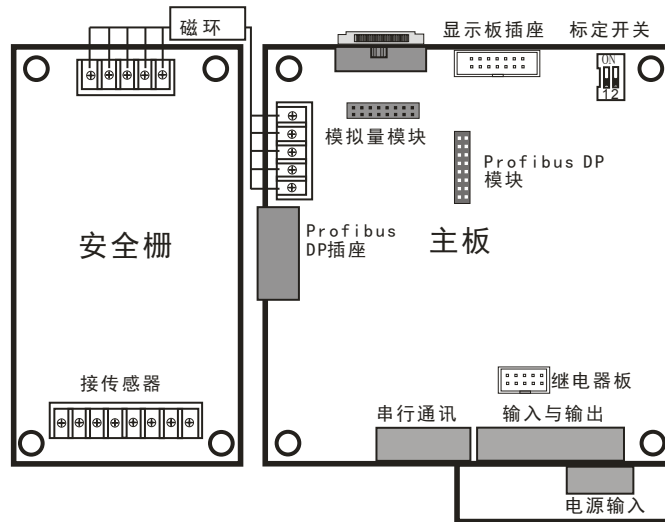 磁环
显示板插座
标定开关
ON
12
模拟量模块
Profibus DP
模块
Profibus
DP插座
安全栅
主板
接传感器
继电器板
串行通讯
输入与输出
电源输入